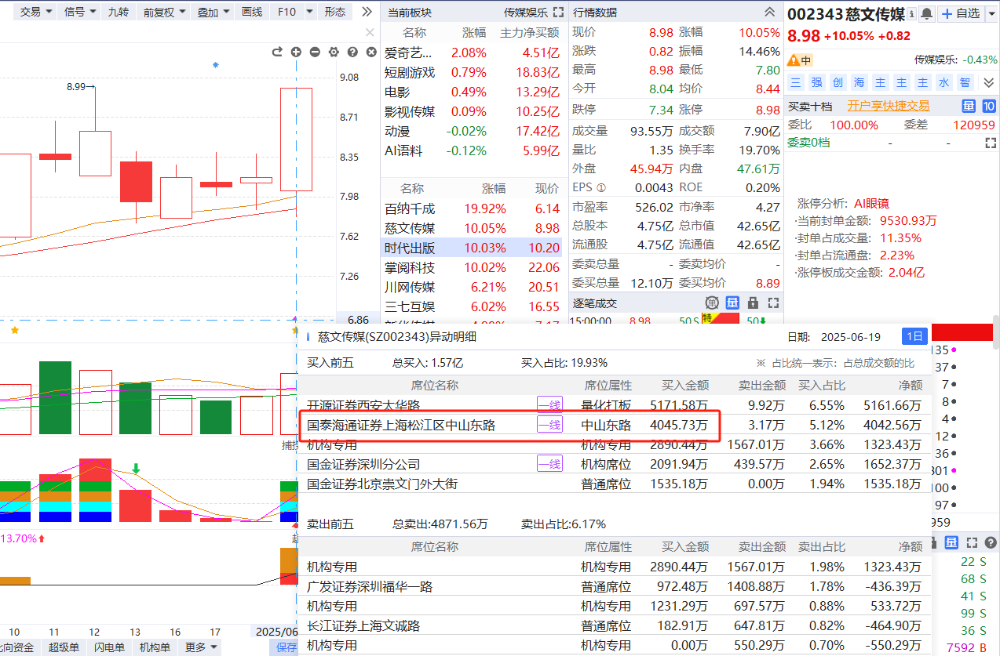 交易 信号 九转 前复权 叠加 画线 F10 形态
8.99
9.08
8.71
8.35
7.98
7.62
7.26
6.86
13.70%
10 11 12 13 16 17 2025/06
北向资金 超级单 闪电单 机构单 更多 保存
当前板块 传媒娱乐
名称 涨幅 主力净买额
爱奇艺... 2.08% 4.51亿
短剧游戏 0.79% 18.83亿
电影 0.49% 13.29亿
影视传媒 0.09% 10.25亿
动漫 -0.02% 17.42亿
AI语料 -0.12% 5.99亿
名称 涨幅 现价
百纳千成 19.92% 6.14
慈文传媒 10.05% 8.98
时代出版 10.03% 10.20
掌阅科技 10.02% 22.06
川网传媒 6.21% 20.51
三七互娱 6.02% 16.55
行情数据
现价 8.98 涨幅 10.05%
涨跌 0.82 振幅 14.46%
最高 8.98 最低 7.80
今开 8.04 均价 8.44
跌停 7.34 涨停 8.98
成交量 93.55万 成交额 7.90亿
量比 1.35 换手率 19.70%
外盘 45.94万 内盘 47.61万
EPS ① 0.0043 ROE 0.20%
市盈率 526.02 市净率 4.27
总股本 4.75亿 总市值 42.65亿
流通股 4.75亿 流通值 42.65亿
委卖总量 - 委卖均价 -
委买总量 12.10万 委买均价 8.89
逐笔成交 单 量
15:00:00 8.98 50 S 特 50
002343慈文传媒 自选
8.98 +10.05% +0.82
中 传媒娱乐: -0.43%
三 强 创 海 主 主 主 水 智
买卖十档 开户享快捷交易 量 10
委比 100.00% 委差 120959
委卖0档 - -
涨停分析: AI眼镜
·当前封单金额: 9530.93万
·封单占成交量: 11.35%
·封单占流通盘: 2.23%
·涨停板成交金额: 2.04亿
慈文传媒(SZ002343)异动明细 日期: 2025-06-19 1日
买入前五 总买入: 1.57亿 买入占比: 19.93% ※ 占比统一表示: 占总成交额的比
席位名称 席位属性 买入金额 卖出金额 买入占比 净额
开源证券西安太华路 一线 量化打板 5171.58万 9.92万 6.55% 5161.66万
国泰海通证券上海松江区中山东路 一线 中山东路 4045.73万 3.17万 5.12% 4042.56万
机构专用 机构专用 2890.44万 1567.01万 3.66% 1323.43万
国金证券深圳分公司 一线 机构席位 2091.94万 439.57万 2.65% 1652.37万
国金证券北京崇文门外大街 普通席位 1535.18万 0.00万 1.94% 1535.18万
卖出前五 总卖出:4871.56万 卖出占比:6.17%
席位名称 席位属性 买入金额 卖出金额 卖出占比 净额
机构专用 机构专用 2890.44万 1567.01万 1.98% 1323.43万
广发证券深圳福华一路 普通席位 972.48万 1408.88万 1.78% -436.39万
机构专用 机构专用 1231.29万 697.57万 0.88% 533.72万
长江证券上海文诚路 普通席位 182.91万 647.81万 0.82% -464.90万
机构专用 机构专用 0.00万 550.29万 0.70% -550.29万
35
37
7
8
4
12
36
301
100
97
959
量
22 S
68 S
41 S
99 S
36 S
7592 B